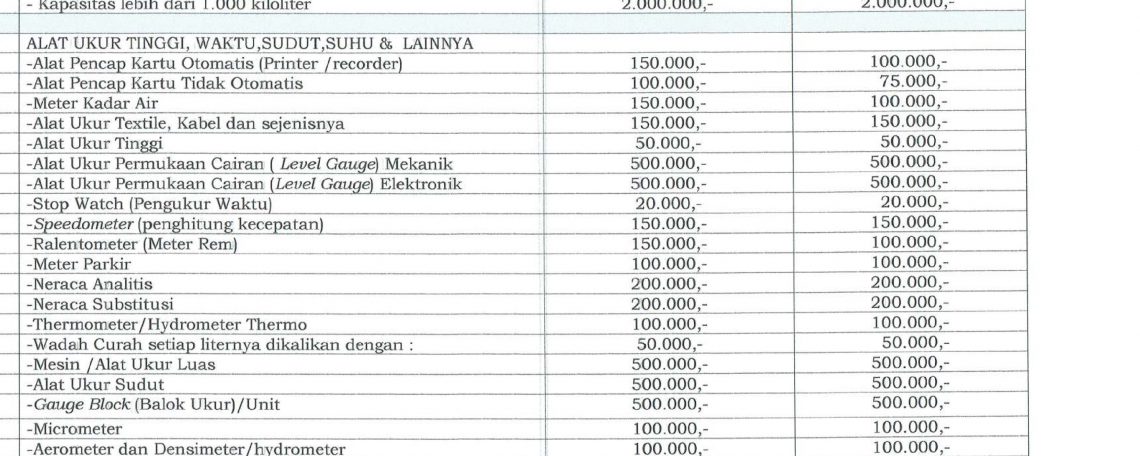 - Kapasitas lebih dari 1.000 kiloliter 2.000.000,- 2.000.000,-
ALAT UKUR TINGGI, WAKTU,SUDUT,SUHU & LAINNYA
-Alat Pencap Kartu Otomatis (Printer /recorder) 150.000,- 100.000,-
-Alat Pencap Kartu Tidak Otomatis 100.000,- 75.000,-
-Meter Kadar Air 150.000,- 100.000,-
-Alat Ukur Textile, Kabel dan sejenisnya 150.000,- 150.000,-
-Alat Ukur Tinggi 50.000,- 50.000,-
-Alat Ukur Permukaan Cairan ( Level Gauge) Mekanik 500.000,- 500.000,-
-Alat Ukur Permukaan Cairan (Level Gauge) Elektronik 500.000,- 500.000,-
-Stop Watch (Pengukur Waktu) 20.000,- 20.000,-
-Speedometer (penghitung kecepatan) 150.000,- 150.000,-
-Ralentometer (Meter Rem) 150.000,- 100.000,-
-Meter Parkir 100.000,- 100.000,-
-Neraca Analitis 200.000,- 200.000,-
-Neraca Substitusi 200.000,- 200.000,-
-Thermometer/Hydrometer Thermo 100.000,- 100.000,-
-Wadah Curah setiap liternya dikalikan dengan : 50.000,- 50.000,-
-Mesin /Alat Ukur Luas 500.000,- 500.000,-
-Alat Ukur Sudut 500.000,- 500.000,-
-Gauge Block (Balok Ukur)/Unit 500.000,- 500.000,-
-Micrometer 100.000,- 100.000,-
-Aerometer dan Densimeter/hydrometer 100.000,- 100.000,-